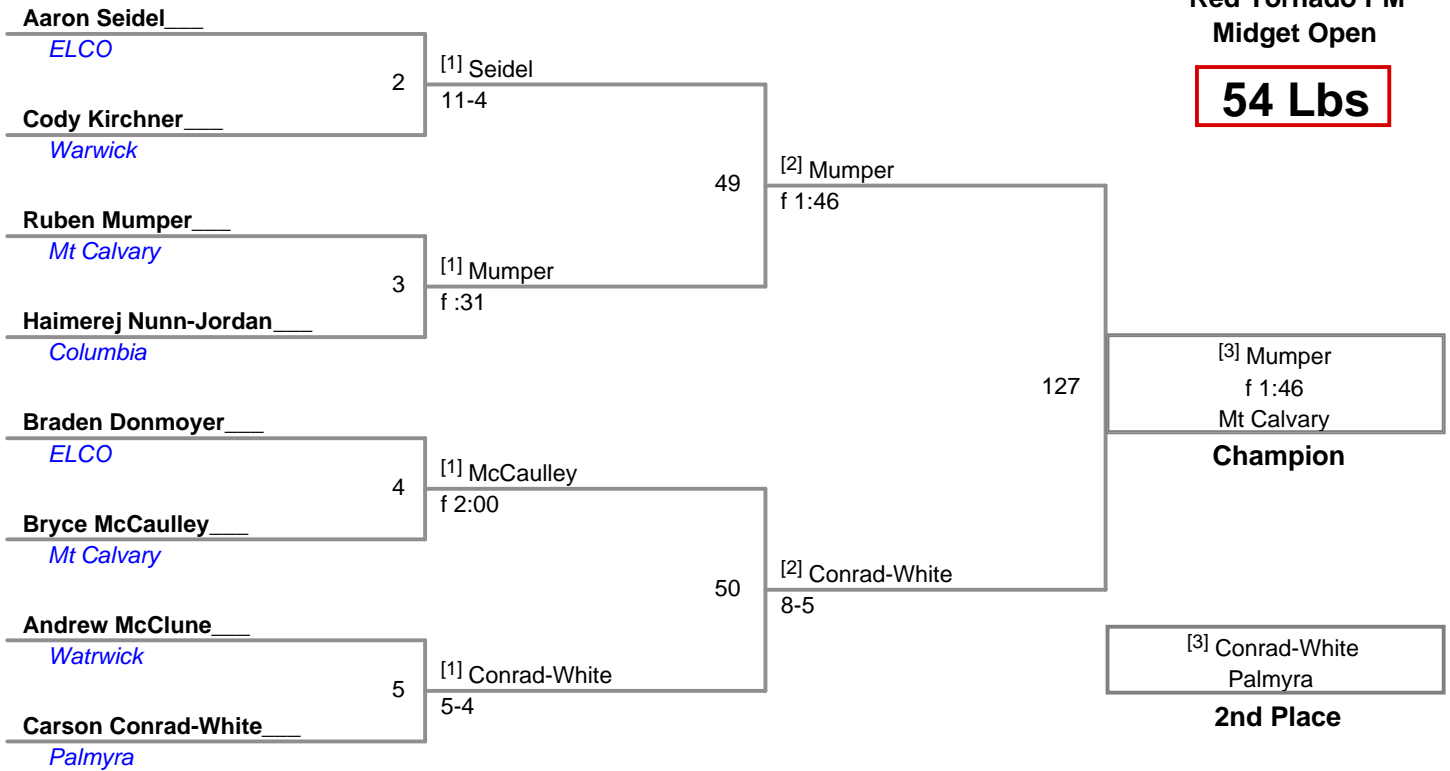 Red Tornado PM
Midget Open
54 Lbs
Aaron Seidel___
ELCO
2
[1] Seidel
11-4
Cody Kirchner___
Warwick
49
[2] Mumper
f 1:46
Ruben Mumper___
Mt Calvary
3
[1] Mumper
f :31
Haimerej Nunn-Jordan___
Columbia
127
[3] Mumper
f 1:46
Mt Calvary
Champion
Braden Donmoyer___
ELCO
4
[1] McCaulley
f 2:00
Bryce McCaulley___
Mt Calvary
50
[2] Conrad-White
8-5
Andrew McClune___
Watrwick
5
[1] Conrad-White
5-4
Carson Conrad-White___
Palmyra
[3] Conrad-White
Palmyra
2nd Place